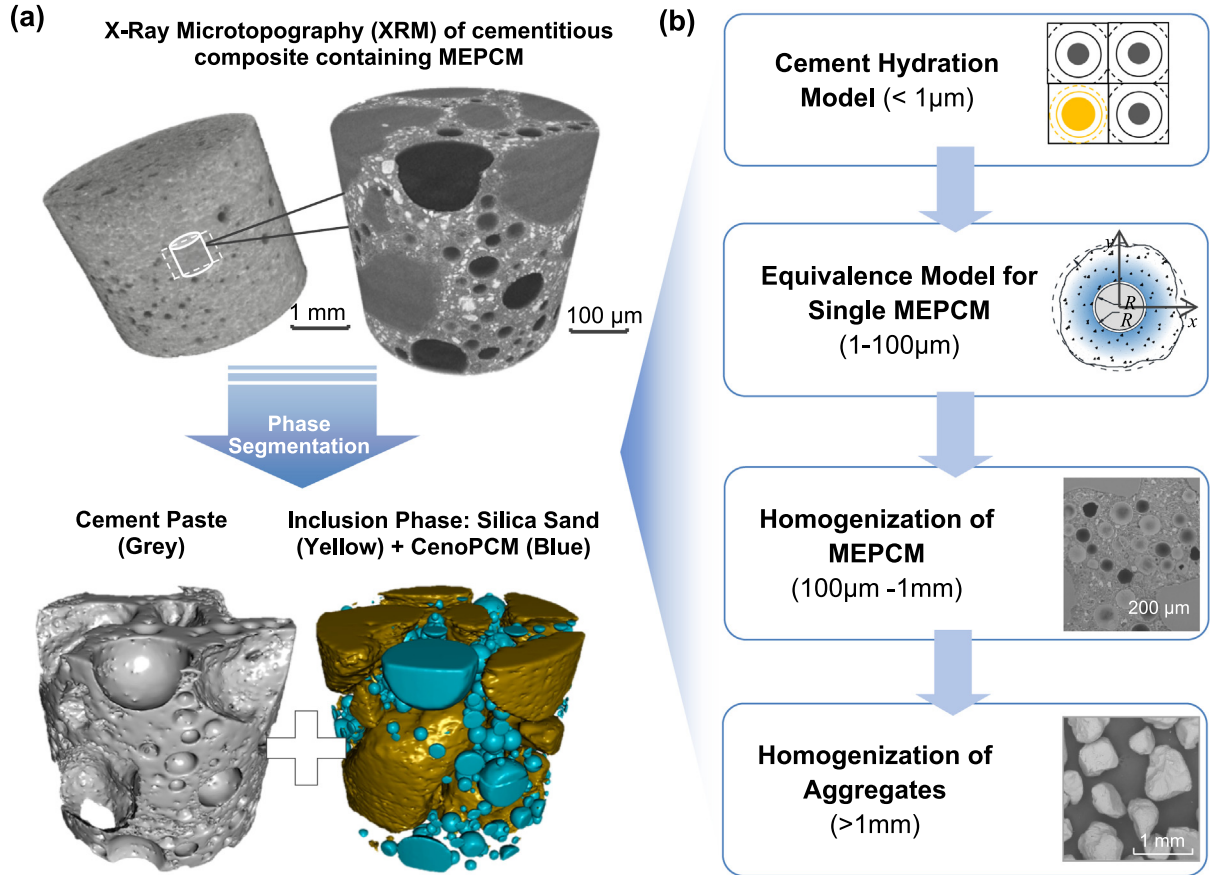 (a)
X-Ray Microtopography (XRM) of cementitious
composite containing MEPCM
1 mm
100 µm
Phase
Segmentation
Cement Paste
(Grey)
Inclusion Phase: Silica Sand
(Yellow) + CenoPCM (Blue)
(b)
Cement Hydration
Model (< 1µm)
Equivalence Model for
Single MEPCM
(1-100µm)
y
R
R
x
Homogenization of
MEPCM
(100µm -1mm)
200 µm
Homogenization of
Aggregates
(>1mm)
1 mm